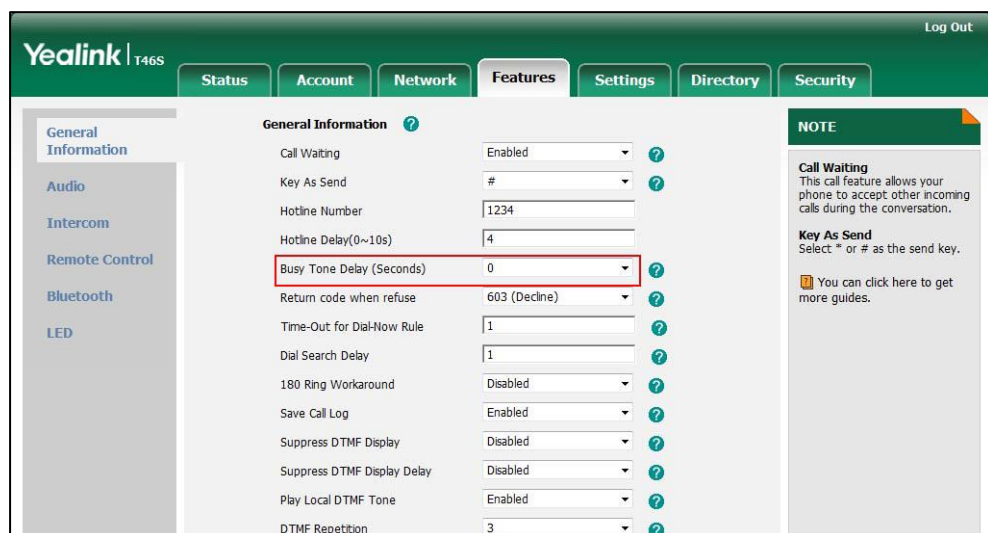 Log Out
Yealink T46S
Status Account Network Features Settings Directory Security
General
Information
Audio
Intercom
Remote Control
Bluetooth
LED
General Information ?
Call Waiting Enabled ?
Key As Send # ?
Hotline Number 1234
Hotline Delay(0~10s) 4
Busy Tone Delay (Seconds) 0 ?
Return code when refuse 603 (Decline) ?
Time-Out for Dial-Now Rule 1 ?
Dial Search Delay 1 ?
180 Ring Workaround Disabled ?
Save Call Log Enabled ?
Suppress DTMF Display Disabled ?
Suppress DTMF Display Delay Disabled ?
Play Local DTMF Tone Enabled ?
DTMF Repetition 3 ?
NOTE
Call Waiting
This call feature allows your
phone to accept other incoming
calls during the conversation.
Key As Send
Select * or # as the send key.
? You can click here to get
more guides.